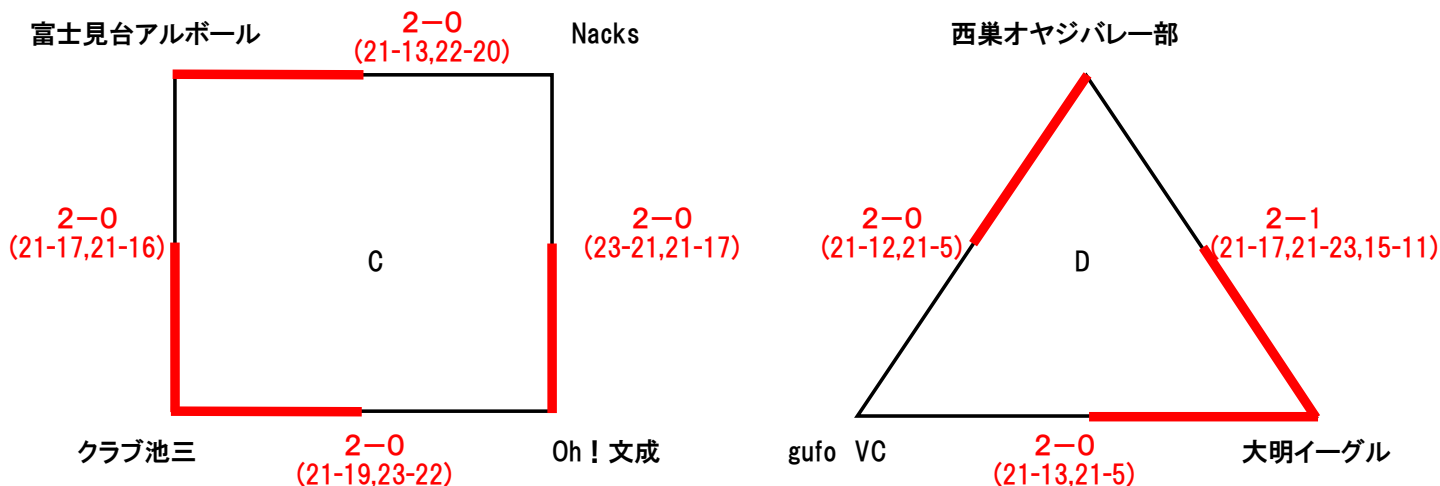 富士見台アルボール
2-0
(21-13,22-20)
Nacks
2-0
(21-17,21-16)
C
2-0
(23-21,21-17)
クラブ池三
2-0
(21-19,23-22)
Oh！文成
西巣オヤジバレー部
2-0
(21-12,21-5)
D
2-1
(21-17,21-23,15-11)
gufo VC
2-0
(21-13,21-5)
大明イーグル